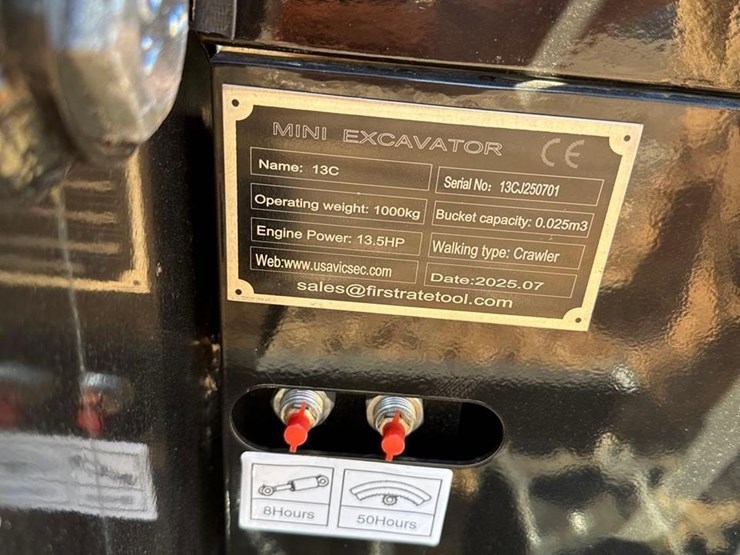 MINI EXCAVATOR CE
Name: 13C
Serial No: 13CJ250701
Operating weight: 1000kg
Bucket capacity: 0.025m3
Engine Power: 13.5HP
Walking type: Crawler
Web:www.usavicsec.com
Date:2025.07
sales@firstratetool.com
8Hours
50Hours